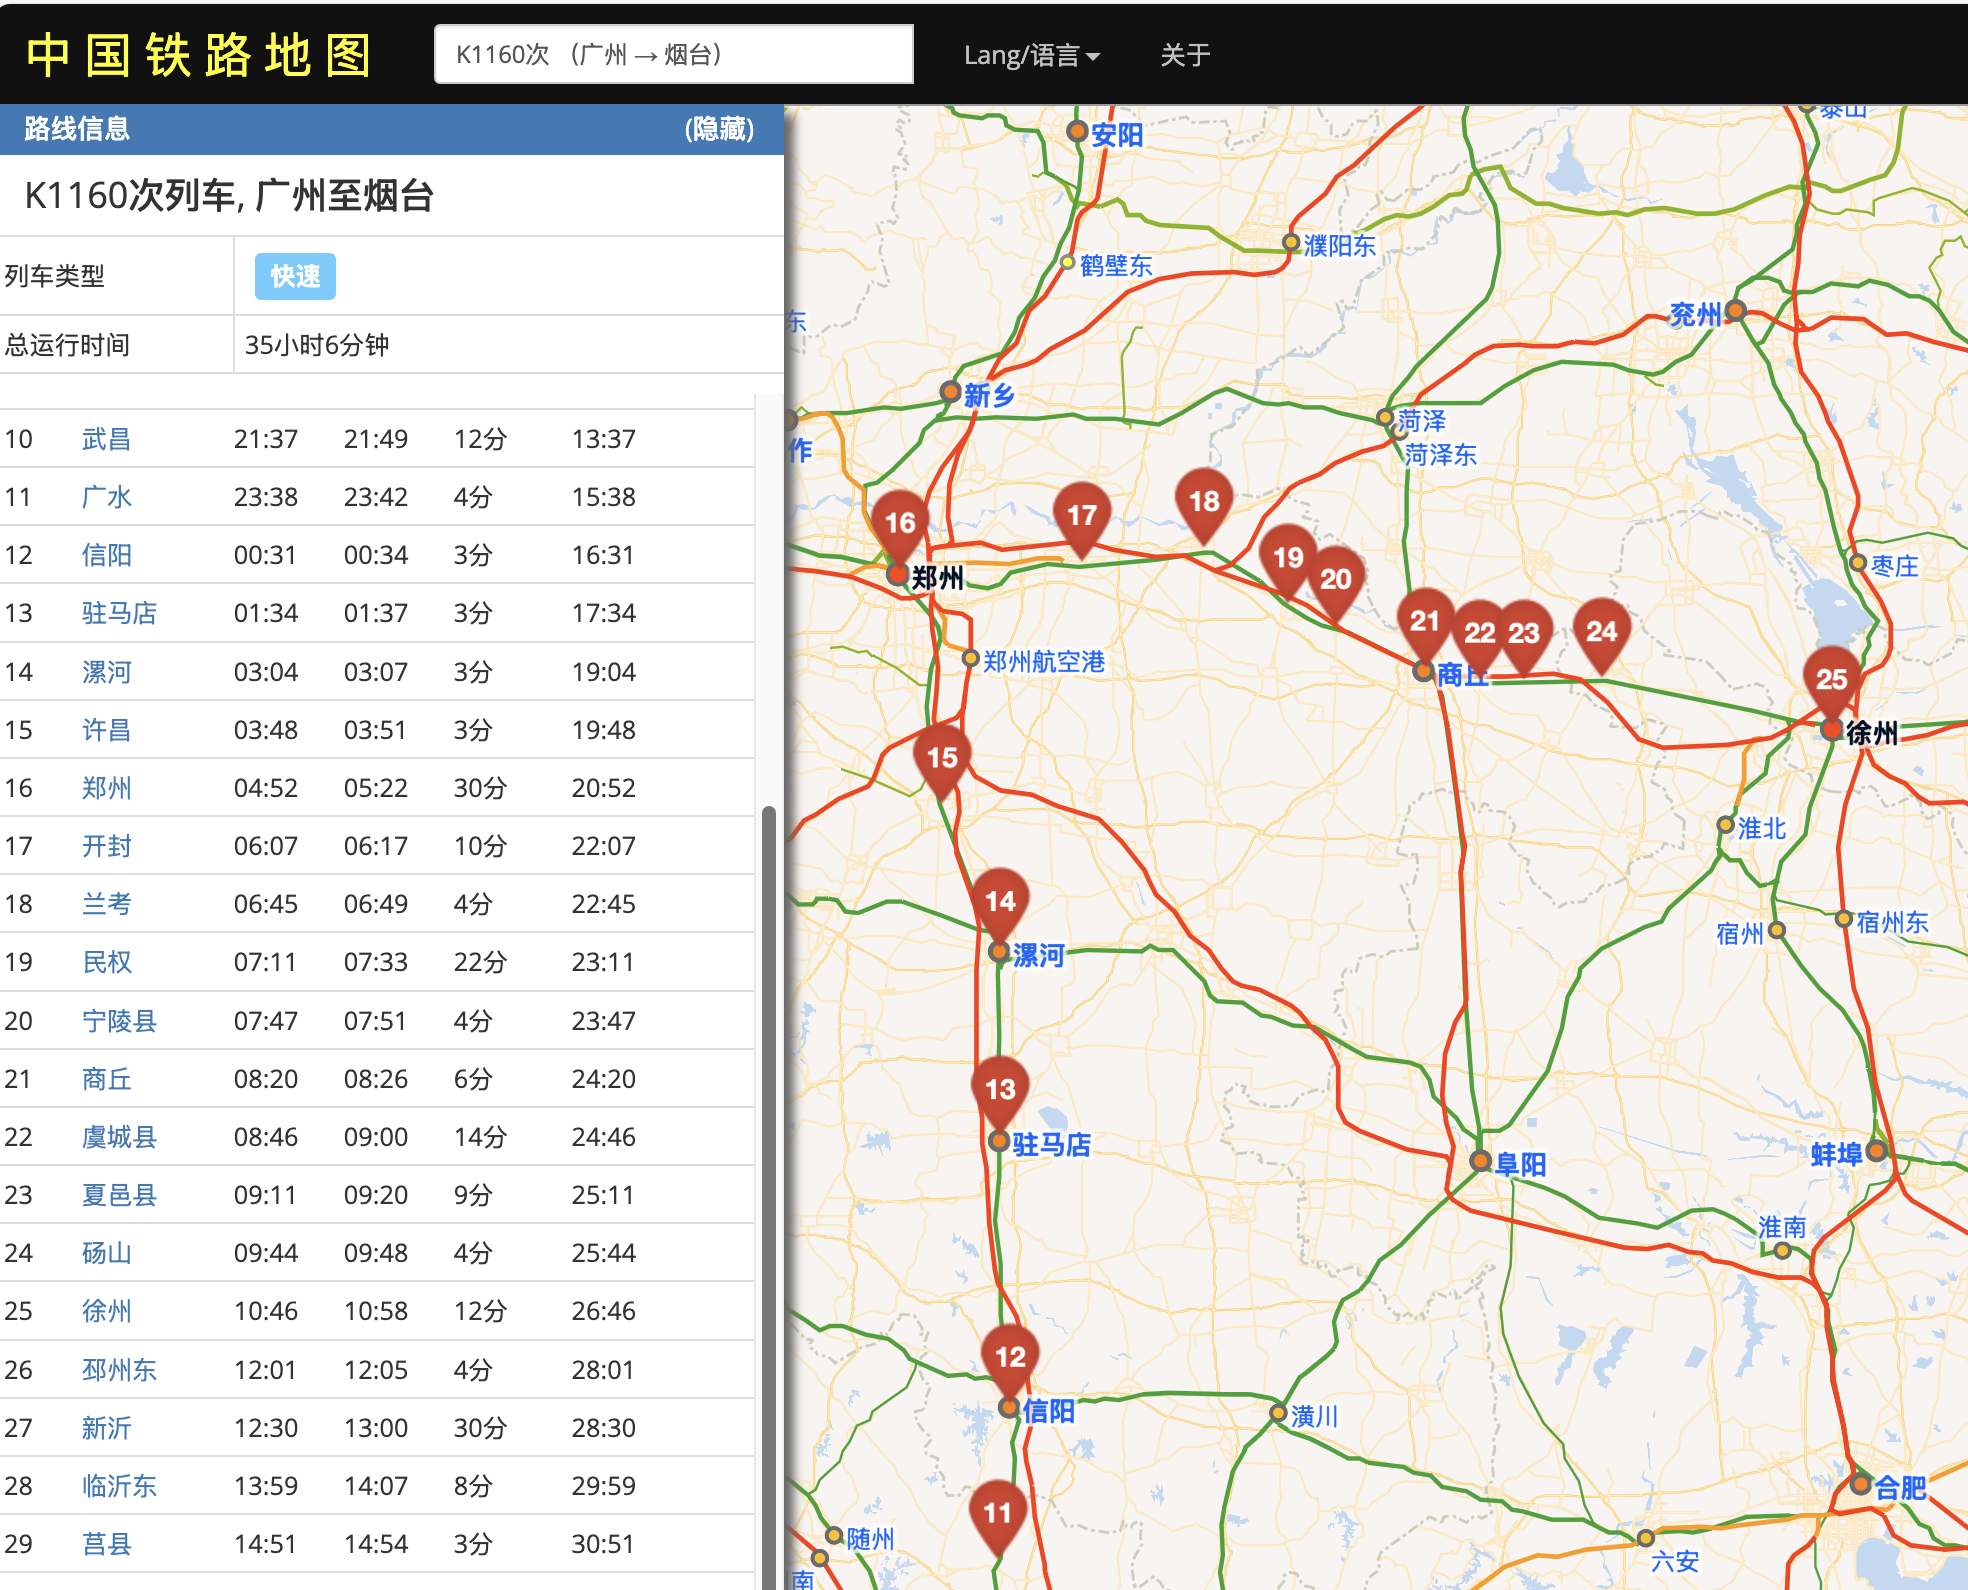 中国铁路地图
K1160次 （广州 → 烟台）
Lang/语言
关于
路线信息
(隐藏)
K1160次列车, 广州至烟台
列车类型 快速
总运行时间 35小时6分钟
10 武昌 21:37 21:49 12分 13:37
11 广水 23:38 23:42 4分 15:38
12 信阳 00:31 00:34 3分 16:31
13 驻马店 01:34 01:37 3分 17:34
14 漯河 03:04 03:07 3分 19:04
15 许昌 03:48 03:51 3分 19:48
16 郑州 04:52 05:22 30分 20:52
17 开封 06:07 06:17 10分 22:07
18 兰考 06:45 06:49 4分 22:45
19 民权 07:11 07:33 22分 23:11
20 宁陵县 07:47 07:51 4分 23:47
21 商丘 08:20 08:26 6分 24:20
22 虞城县 08:46 09:00 14分 24:46
23 夏邑县 09:11 09:20 9分 25:11
24 砀山 09:44 09:48 4分 25:44
25 徐州 10:46 10:58 12分 26:46
26 邳州东 12:01 12:05 4分 28:01
27 新沂 12:30 13:00 30分 28:30
28 临沂东 13:59 14:07 8分 29:59
29 莒县 14:51 14:54 3分 30:51
泰山
安阳
濮阳东
鹤壁东
东
兖州
新乡
菏泽
作
菏泽东
18
17
16
19
枣庄
郑州
20
21
22
23
24
郑州航空港
商丘
25
徐州
15
淮北
14
宿州东
宿州
漯河
13
驻马店
蚌埠
阜阳
淮南
12
信阳
潢川
合肥
11
随州
六安
南